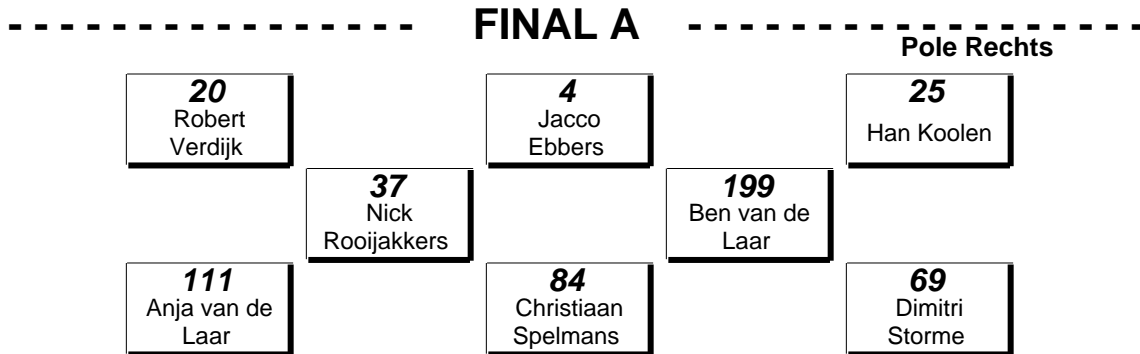 - - - - - - - - - - - - - - - - - FINAL A - - - - - - - - - - - - - - - - - - -
Pole Rechts
20
Robert
Verdijk
4
Jacco
Ebbers
25
Han Koolen
37
Nick
Rooijakkers
199
Ben van de
Laar
111
Anja van de
Laar
84
Christiaan
Spelmans
69
Dimitri
Storme